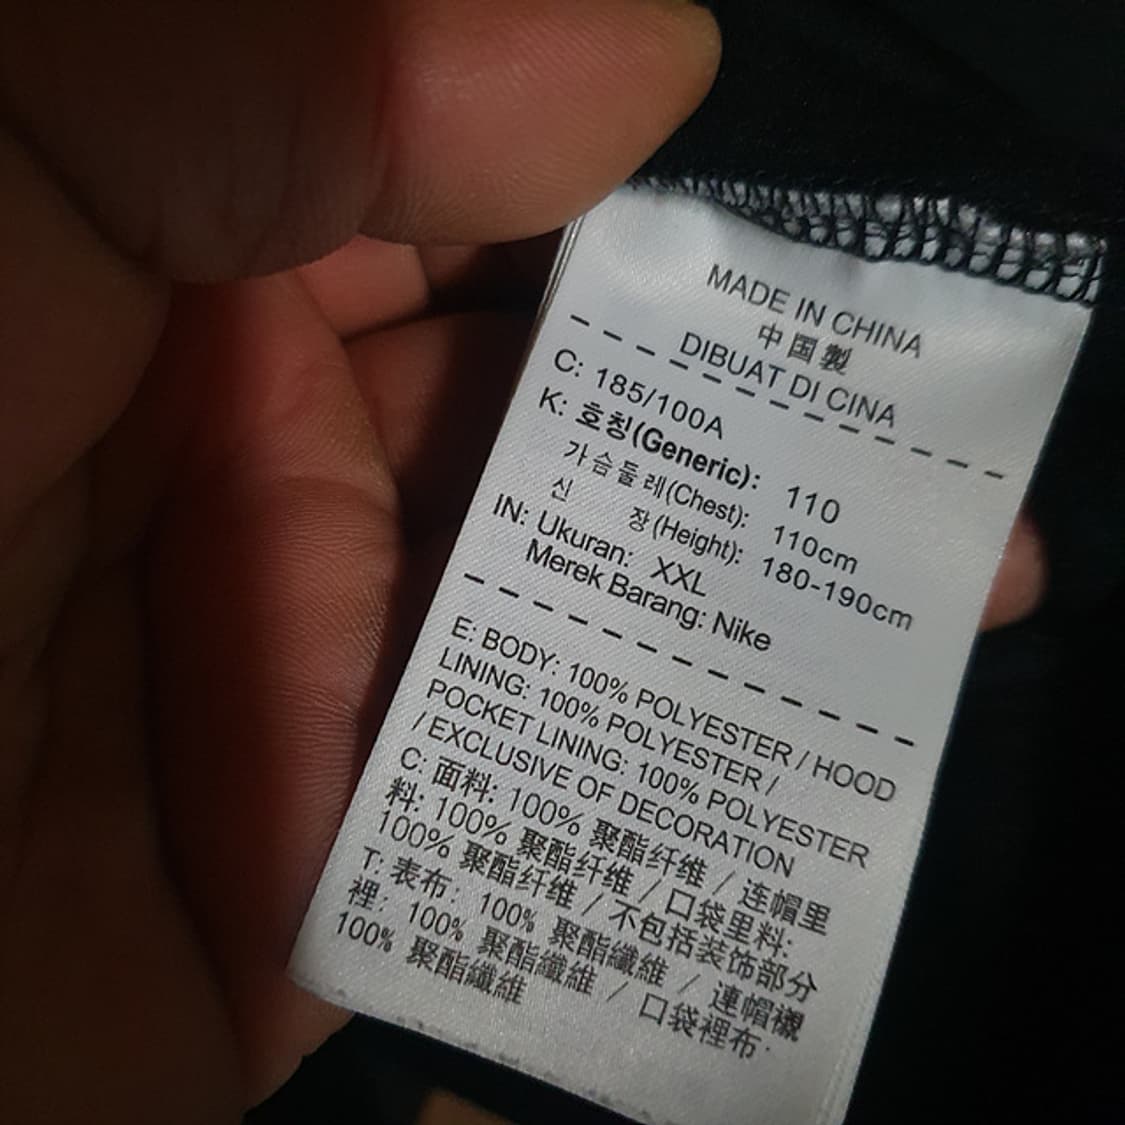 MADE IN CHINA
中国製
DIBUAT DI CINA
C: 185/100A
K: 호칭(Generic): 110
가슴둘레(Chest): 110cm
신 장(Height): 180-190cm
IN: Ukuran: XXL
Merek Barang: Nike
E: BODY: 100% POLYESTER / HOOD
LINING: 100% POLYESTER /
POCKET LINING: 100% POLYESTER
/ EXCLUSIVE OF DECORATION
C: 面料: 100% 聚酯纤维 / 连帽里
料: 100% 聚酯纤维 / 口袋里料:
100% 聚酯纤维 / 不包括装饰部分
T: 表布: 100% 聚酯纖維 / 連帽襯
裡: 100% 聚酯纖維 / 口袋裡布:
100% 聚酯纖維